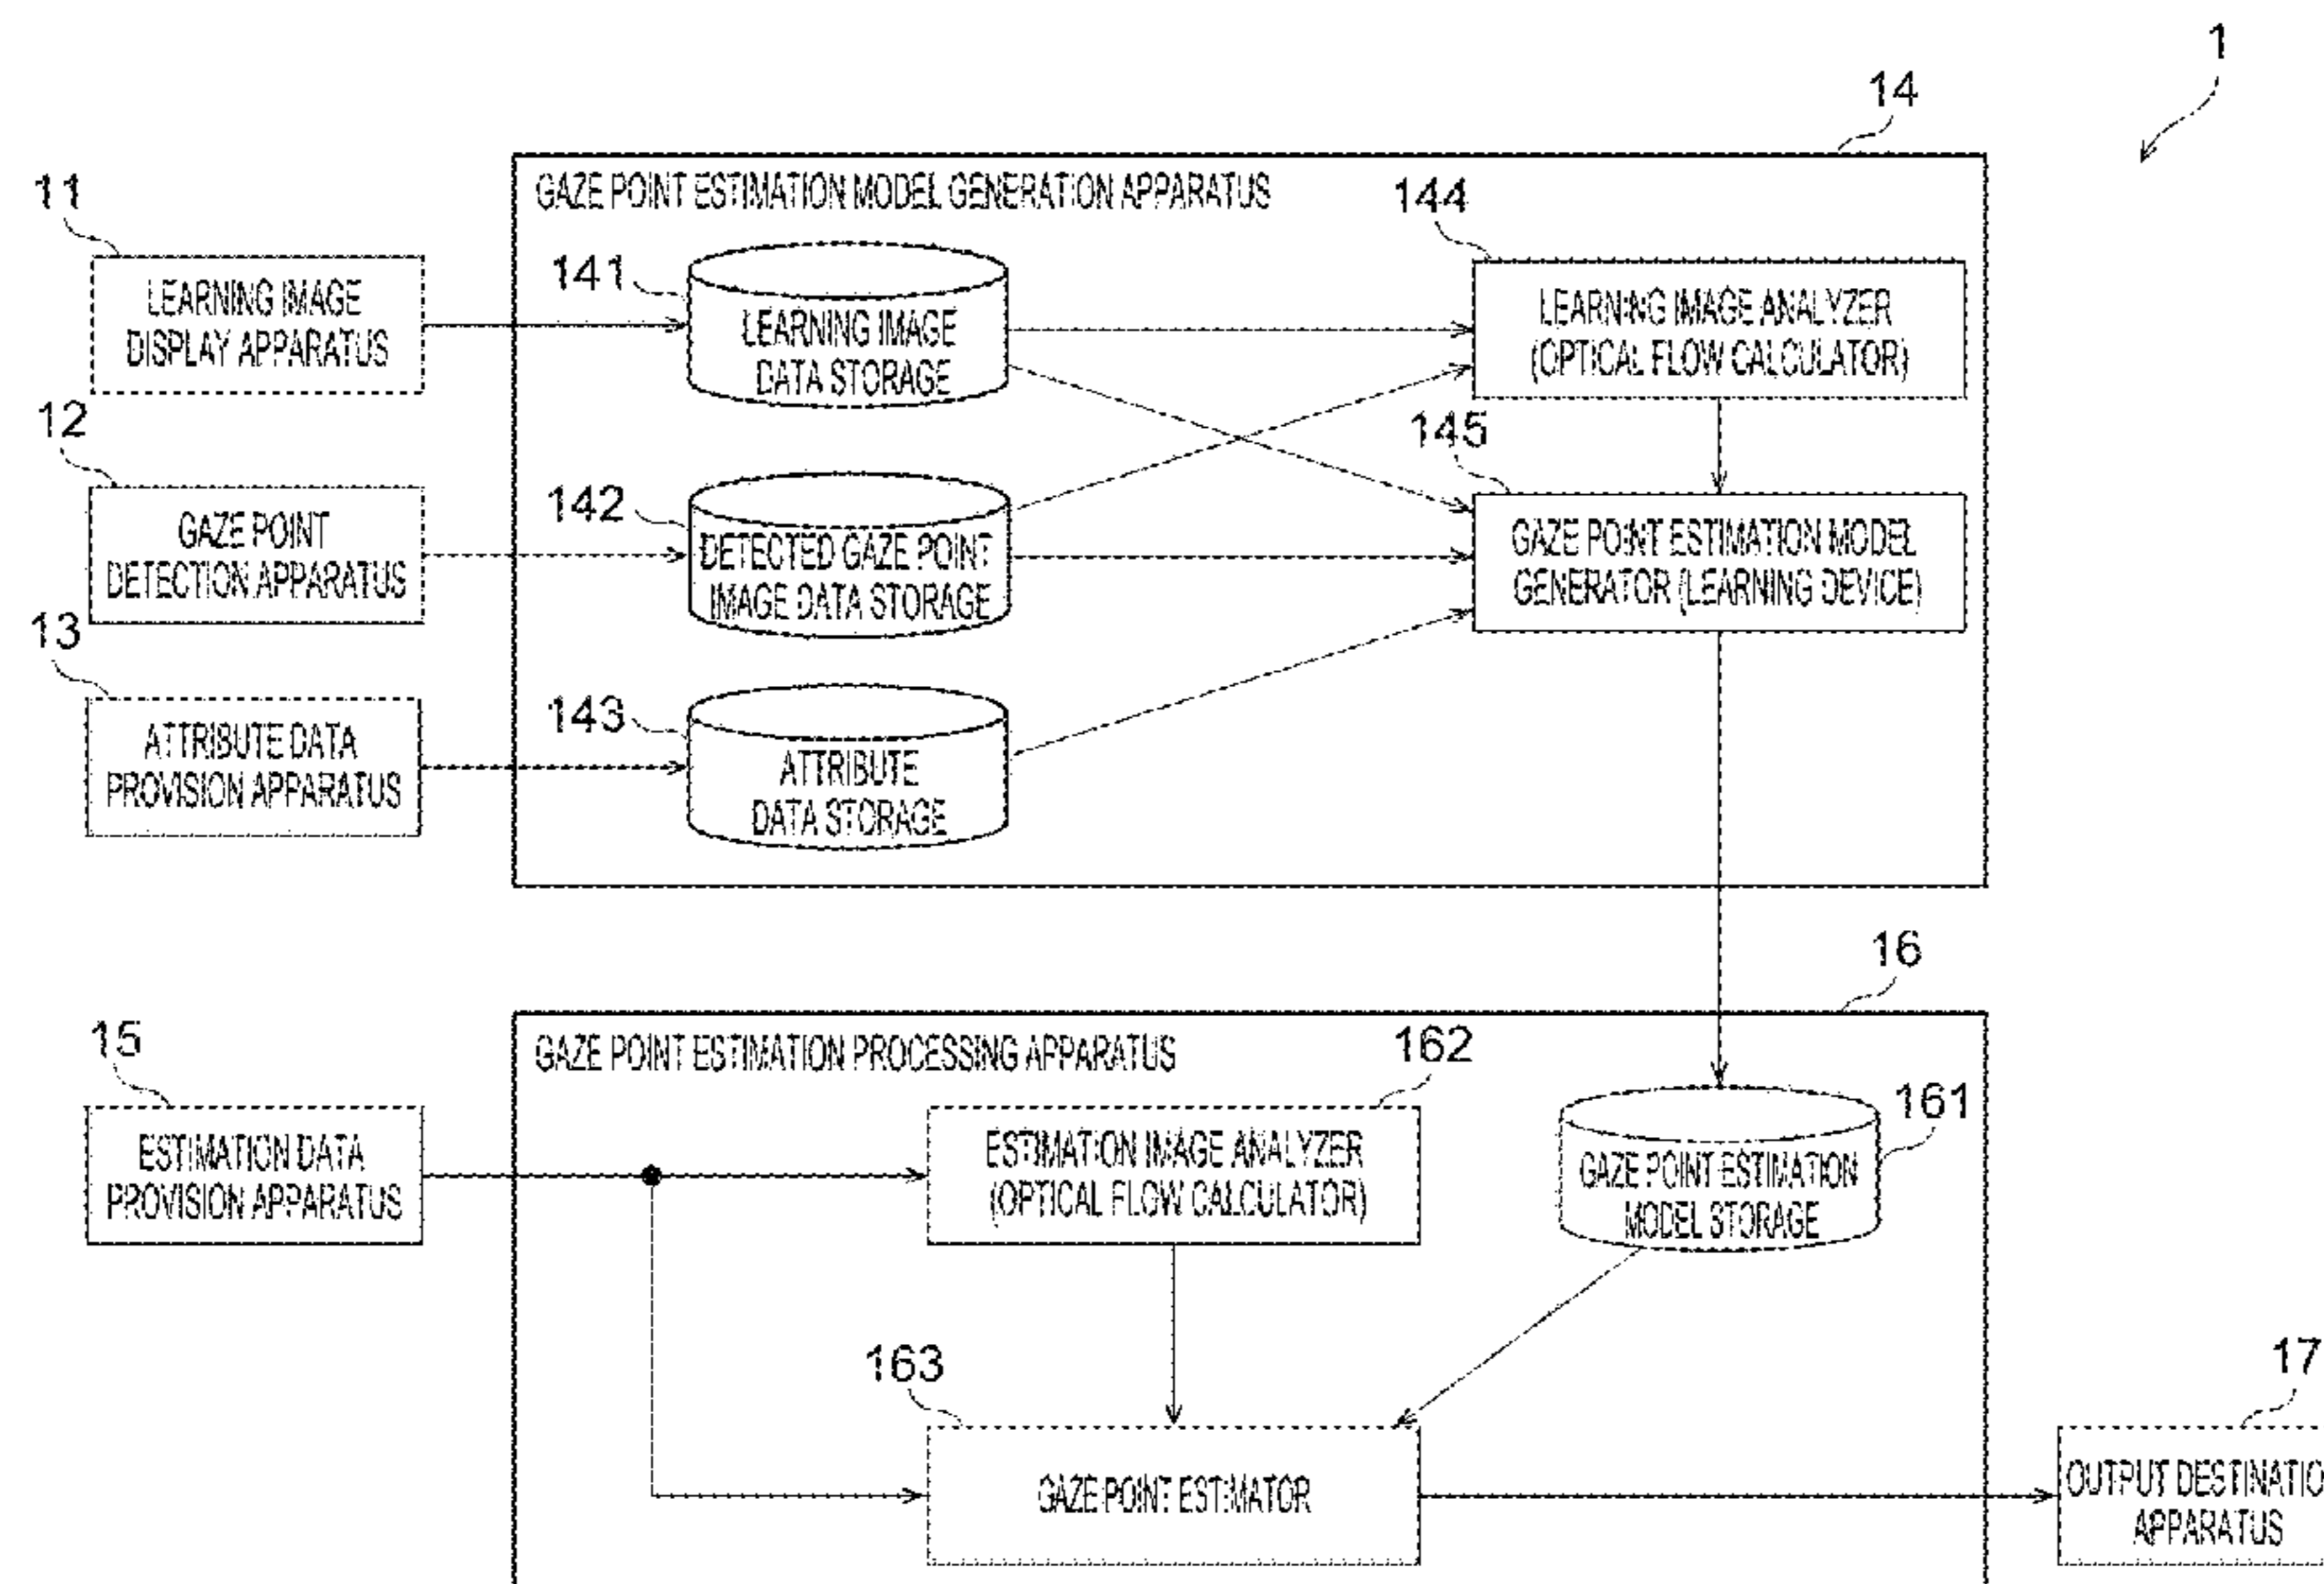 1
14
GAZE POINT ESTIMATION MODEL GENERATION APPARATUS
11
LEARNING IMAGE
DISPLAY APPARATUS
141
LEARNING IMAGE
DATA STORAGE
144
LEARNING IMAGE ANALYZER
(OPTICAL FLOW CALCULATOR)
12
GAZE POINT
DETECTION APPARATUS
142
DETECTED GAZE POINT
IMAGE DATA STORAGE
145
GAZE POINT ESTIMATION MODEL
GENERATOR (LEARNING DEVICE)
13
ATTRIBUTE DATA
PROVISION APPARATUS
143
ATTRIBUTE
DATA STORAGE
16
GAZE POINT ESTIMATION PROCESSING APPARATUS
15
ESTIMATION DATA
PROVISION APPARATUS
162
ESTIMATION IMAGE ANALYZER
(OPTICAL FLOW CALCULATOR)
161
GAZE POINT ESTIMATION
MODEL STORAGE
163
GAZE POINT ESTIMATOR
17
OUTPUT DESTINATIO
APPARATUS